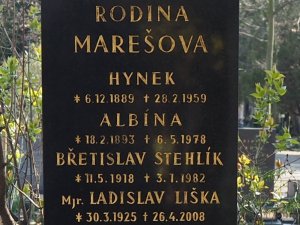 RODINA
MAREŠOVA
HYNEK
* 6.12.1889 † 28.2.1959
ALBÍNA
* 18.2.1893 † 6.5.1978
BŘETISLAV STEHLÍK
* 11.5.1918 † 3.1.1982
Mjr. LADISLAV LIŠKA
* 30.3.1925 † 26.4.2008